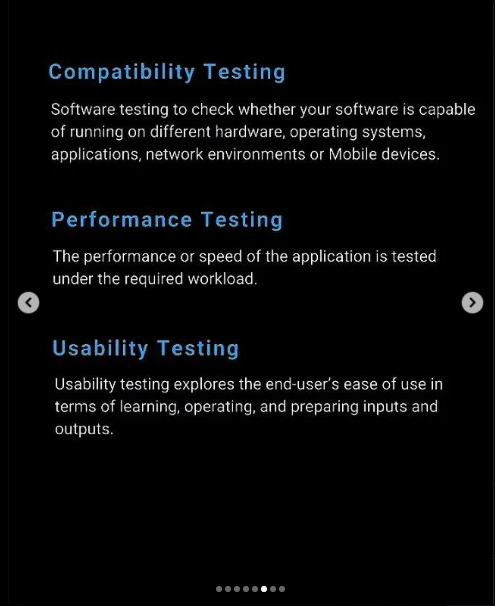 Compatibility Testing
Software testing to check whether your software is capable
of running on different hardware, operating systems,
applications, network environments or Mobile devices.
Performance Testing
The performance or speed of the application is tested
under the required workload.
Usability Testing
Usability testing explores the end-user’s ease of use in
terms of learning, operating, and preparing inputs and
outputs.